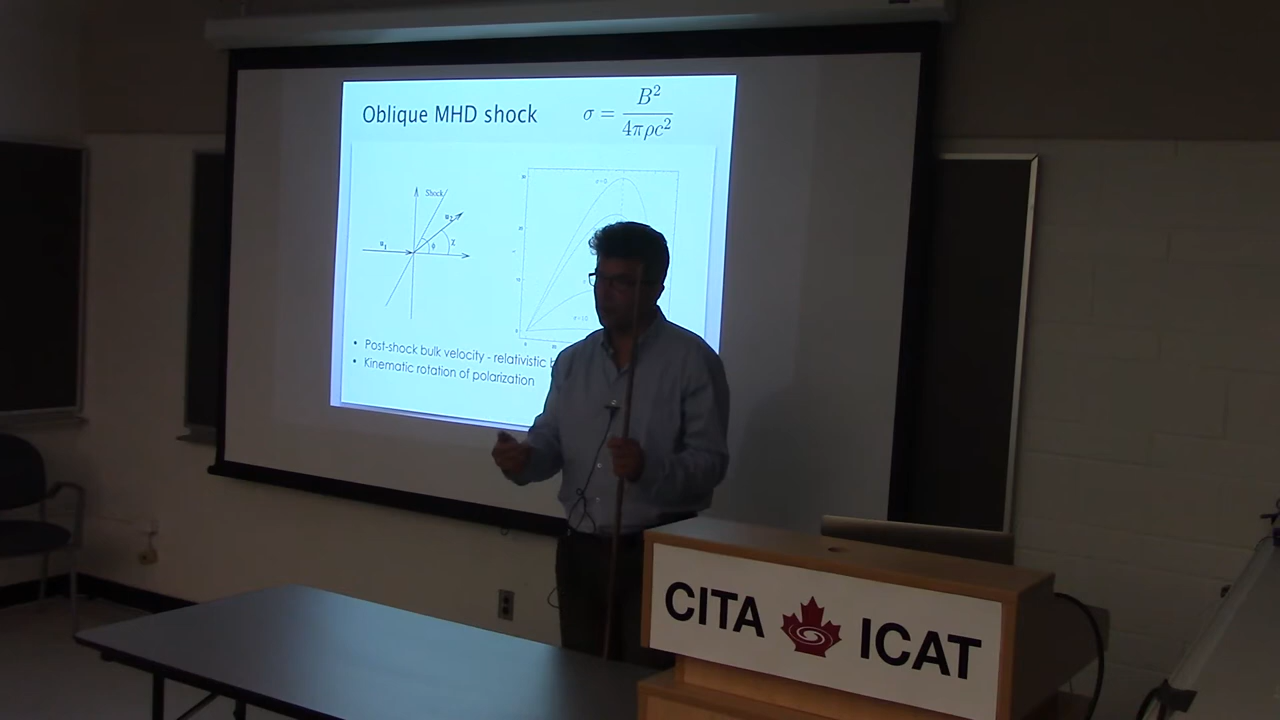 Oblique MHD shock
σ = B² / 4πρc²
Shock
u₁
u₂
ϕ
χ
• Post-shock bulk velocity - relativistic
• Kinematic rotation of polarization
CITA ICAT